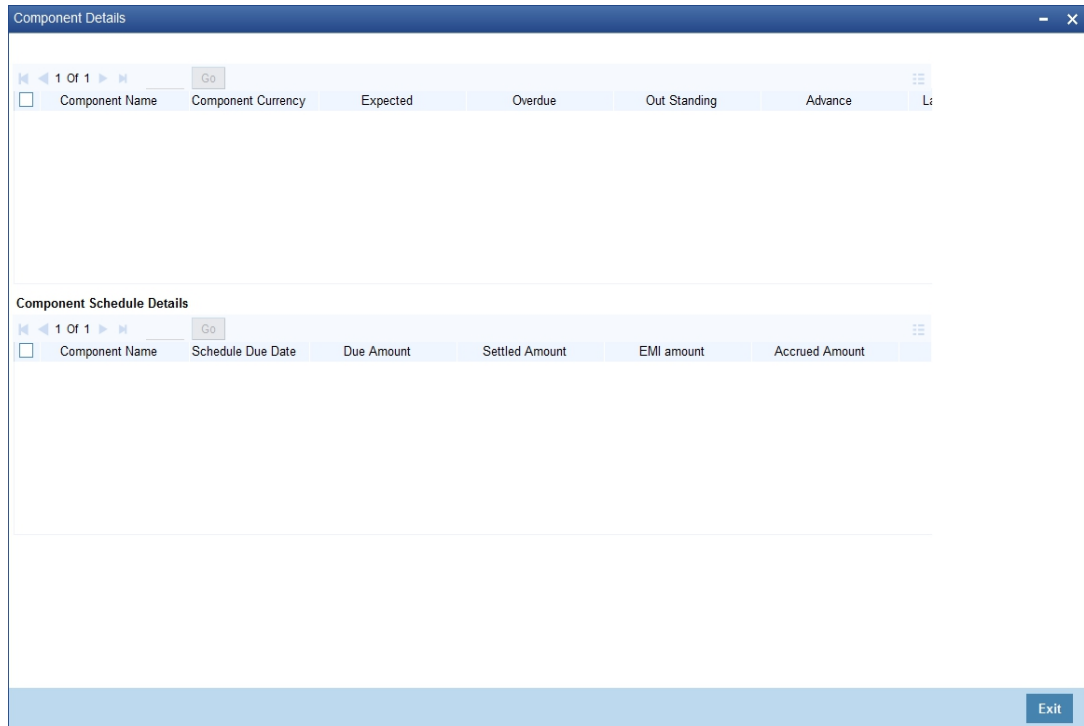 Component Details
1 Of 1 Go
Component Name Component Currency Expected Overdue Out Standing Advance
Component Schedule Details
1 Of 1 Go
Component Name Schedule Due Date Due Amount Settled Amount EMI amount Accrued Amount
Exit